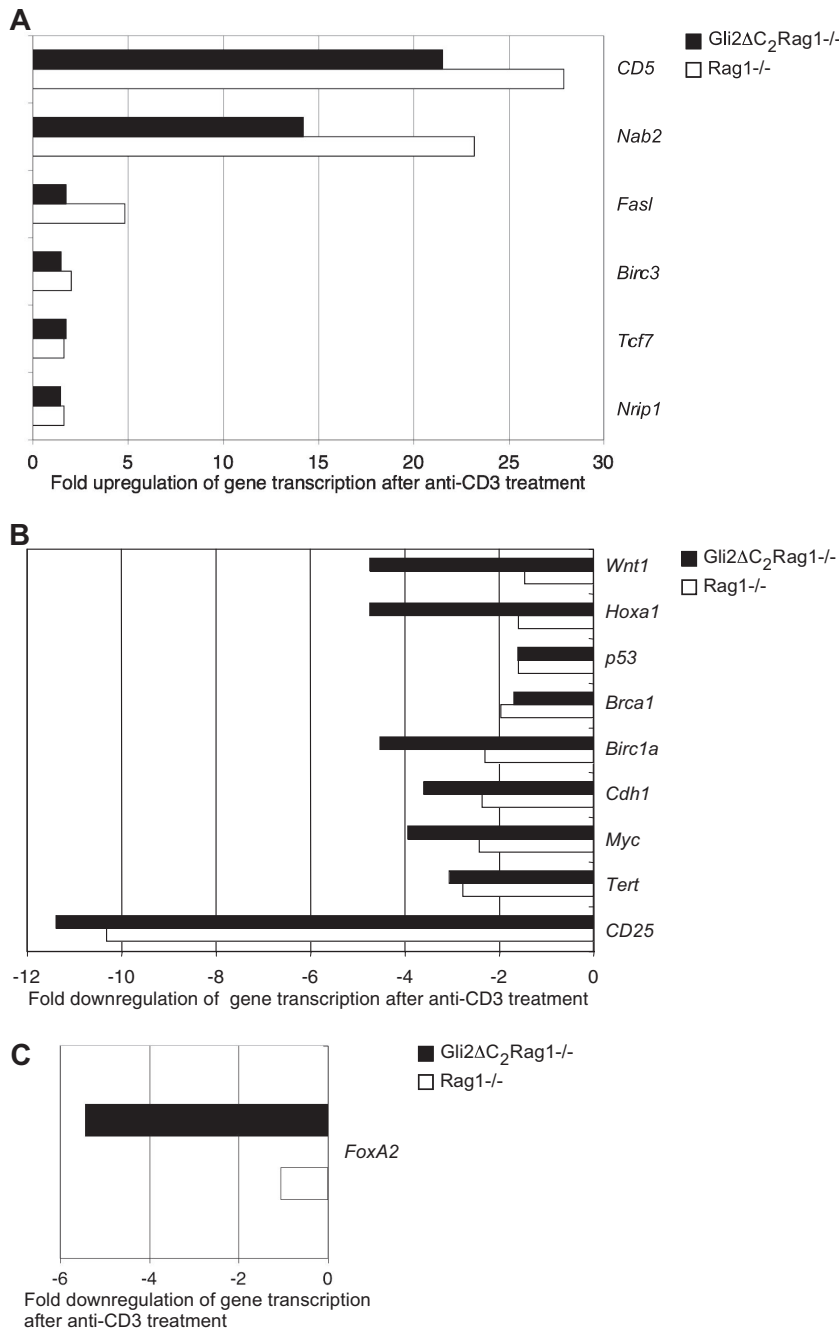 A
Gli2ΔC2Rag1-/-
Rag1-/-
CD5
Nab2
Fasl
Birc3
Tcf7
Nrip1
0 5 10 15 20 25 30
Fold upregulation of gene transcription after anti-CD3 treatment
B
Gli2ΔC2Rag1-/-
Rag1-/-
Wnt1
Hoxa1
p53
Brca1
Birc1a
Cdh1
Myc
Tert
CD25
-12 -10 -8 -6 -4 -2 0
Fold downregulation of gene transcription after anti-CD3 treatment
C
Gli2ΔC2Rag1-/-
Rag1-/-
FoxA2
-6 -4 -2 0
Fold downregulation of gene transcription
after anti-CD3 treatment